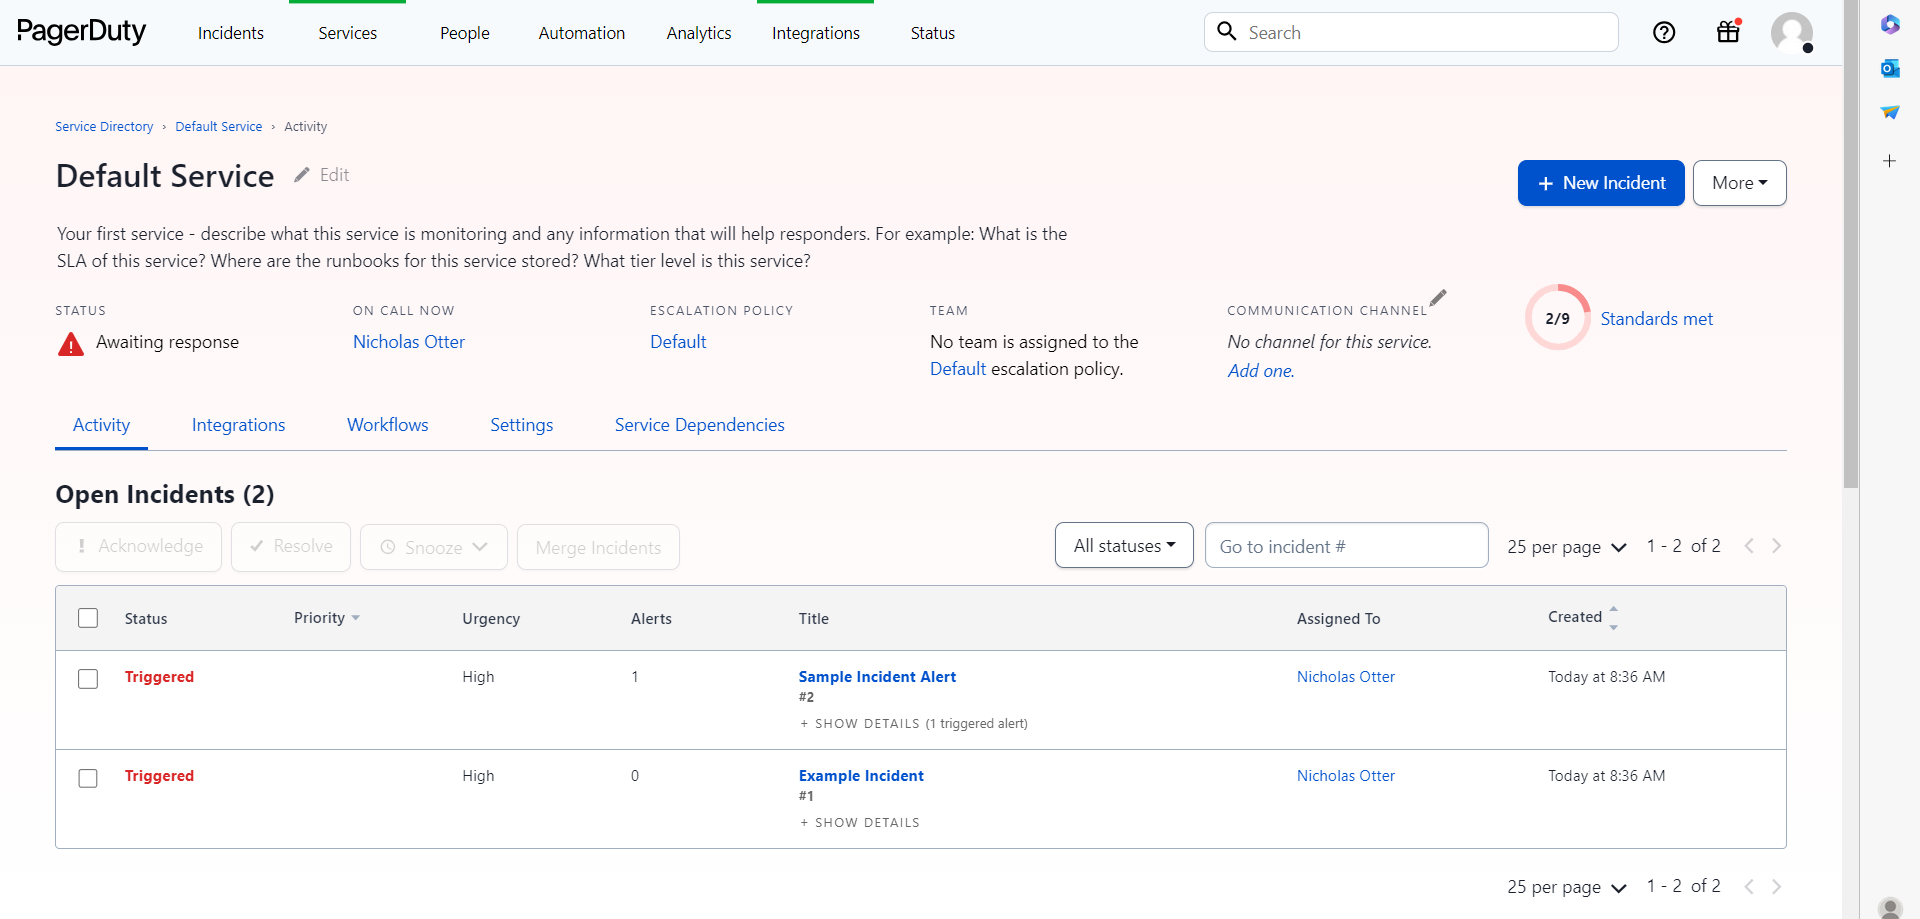 PagerDuty
Incidents
Services
People
Automation
Analytics
Integrations
Status
Search
Service Directory › Default Service › Activity
Default Service
Edit
+ New Incident
More
Your first service - describe what this service is monitoring and any information that will help responders. For example: What is the
SLA of this service? Where are the runbooks for this service stored? What tier level is this service?
STATUS
Awaiting response
ON CALL NOW
Nicholas Otter
ESCALATION POLICY
Default
TEAM
No team is assigned to the
Default escalation policy.
COMMUNICATION CHANNEL
No channel for this service.
Add one.
2/9
Standards met
Activity
Integrations
Workflows
Settings
Service Dependencies
Open Incidents (2)
Acknowledge
Resolve
Snooze
Merge Incidents
All statuses
Go to incident #
25 per page
1 - 2 of 2
Status
Priority
Urgency
Alerts
Title
Assigned To
Created
Triggered
High
1
Sample Incident Alert
#2
+ SHOW DETAILS (1 triggered alert)
Nicholas Otter
Today at 8:36 AM
Triggered
High
0
Example Incident
#1
+ SHOW DETAILS
Nicholas Otter
Today at 8:36 AM
25 per page
1 - 2 of 2